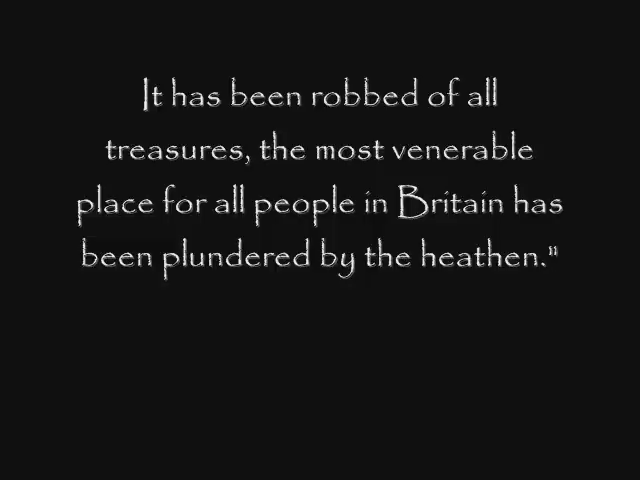 It has been robbed of all
treasures, the most venerable
place for all people in Britain has
been plundered by the heathen."